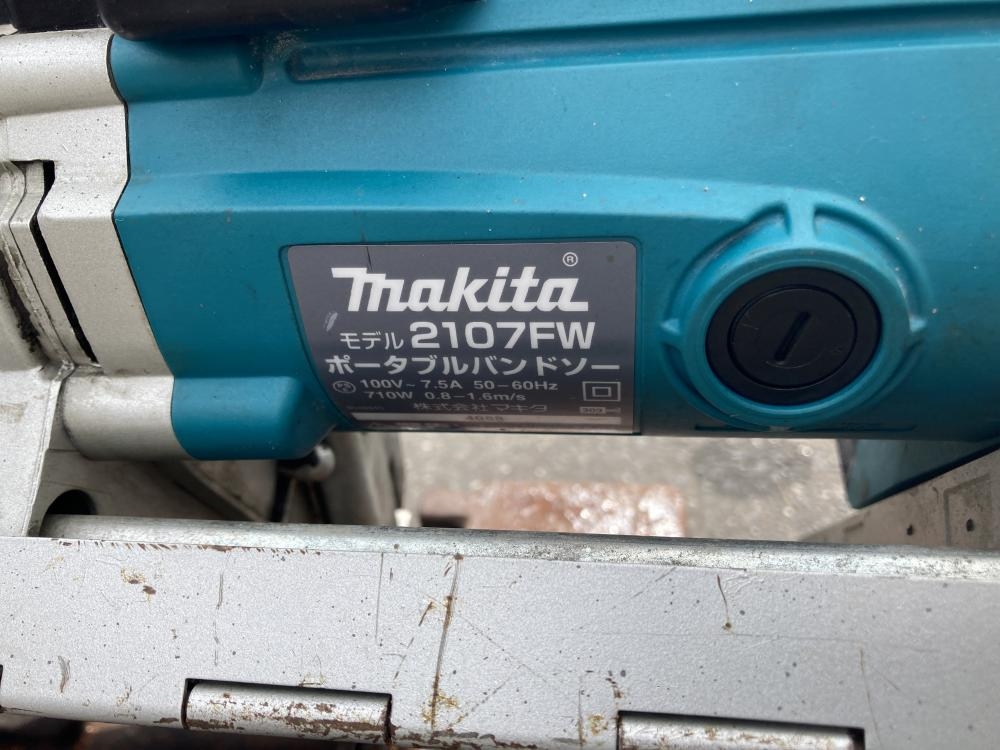 makita®
モデル 2107FW
ポータブルバンドソー
100V～ 7.5A 50－60Hz
710W 0.8－1.6m/s
株式会社 マキタ